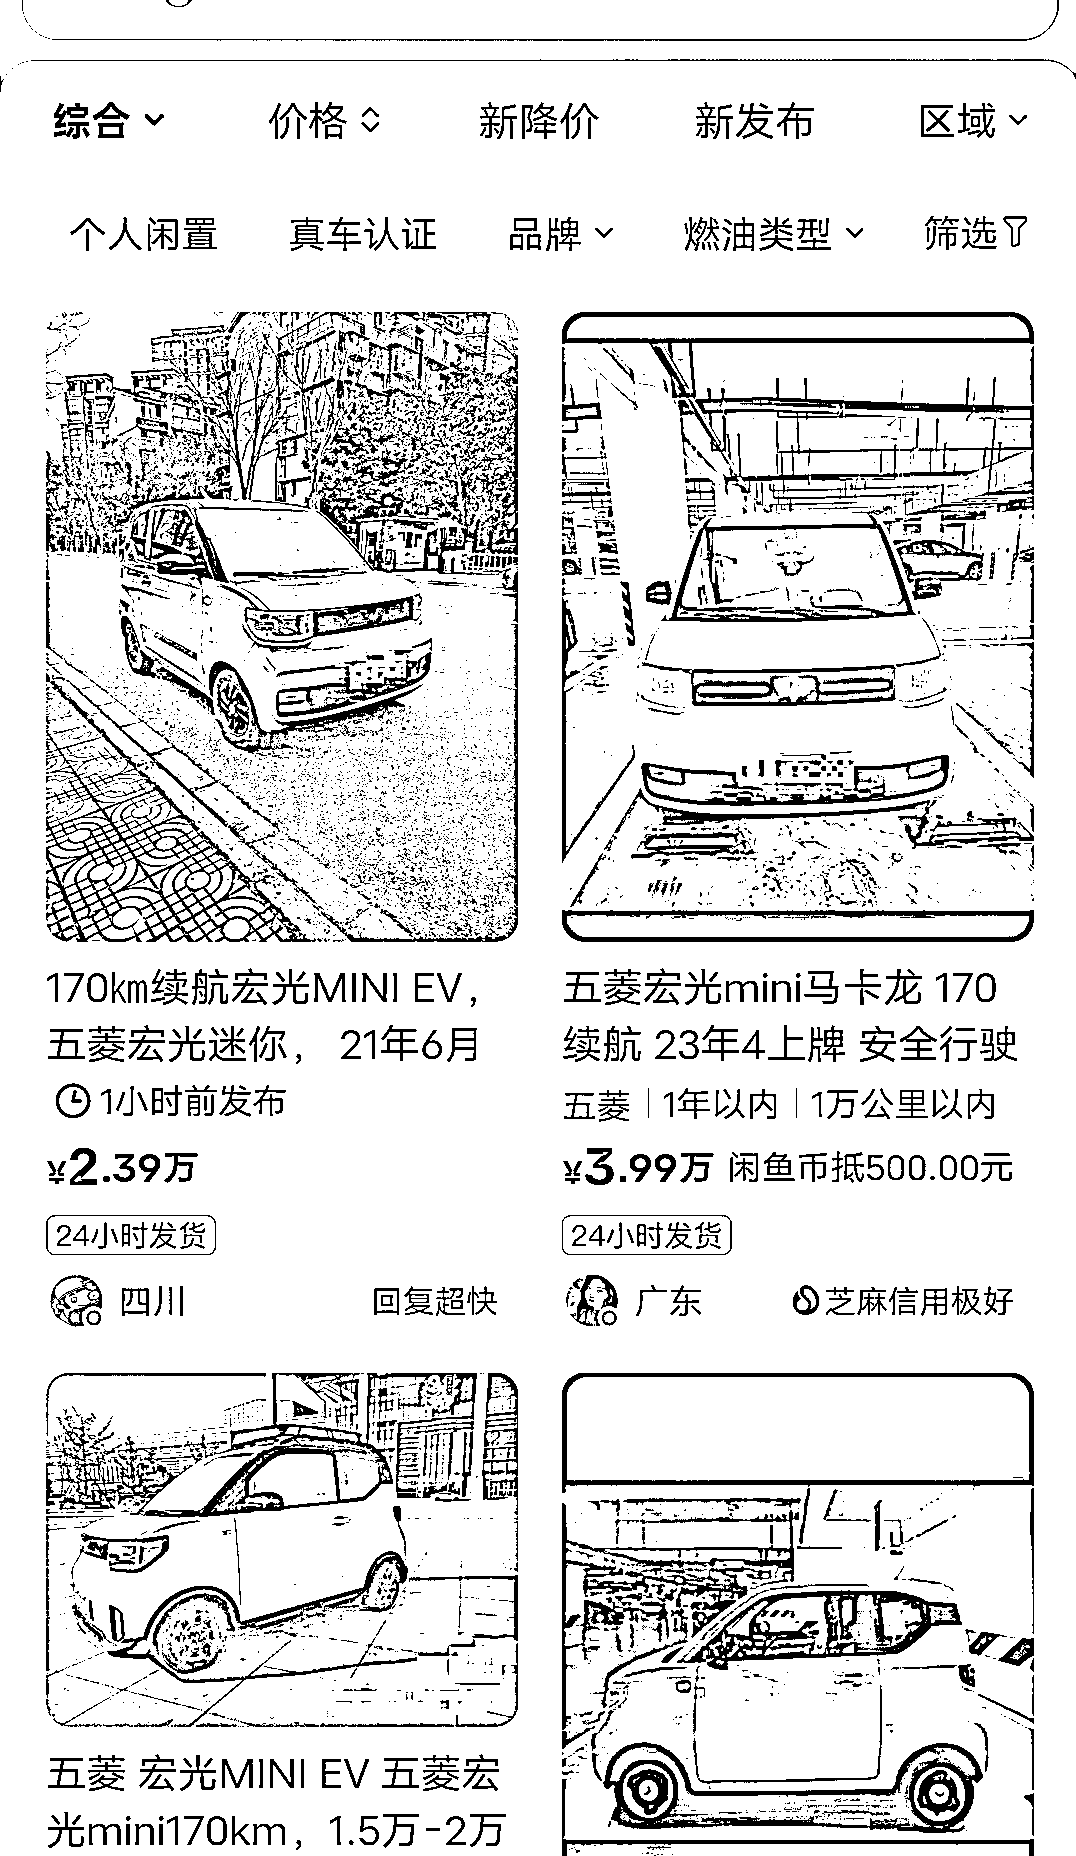 综合 价格 新降价 新发布 区域
个人闲置 真车认证 品牌 燃油类型 筛选
170km续航宏光MINI EV，
五菱宏光迷你， 21年6月
1小时前发布
¥2.39万
24小时发货
四川 回复超快
五菱宏光mini马卡龙 170
续航 23年4上牌 安全行驶
五菱 | 1年以内 | 1万公里以内
¥3.99万 闲鱼币抵500.00元
24小时发货
广东 芝麻信用极好
五菱 宏光MINI EV 五菱宏
光mini170km，1.5万-2万